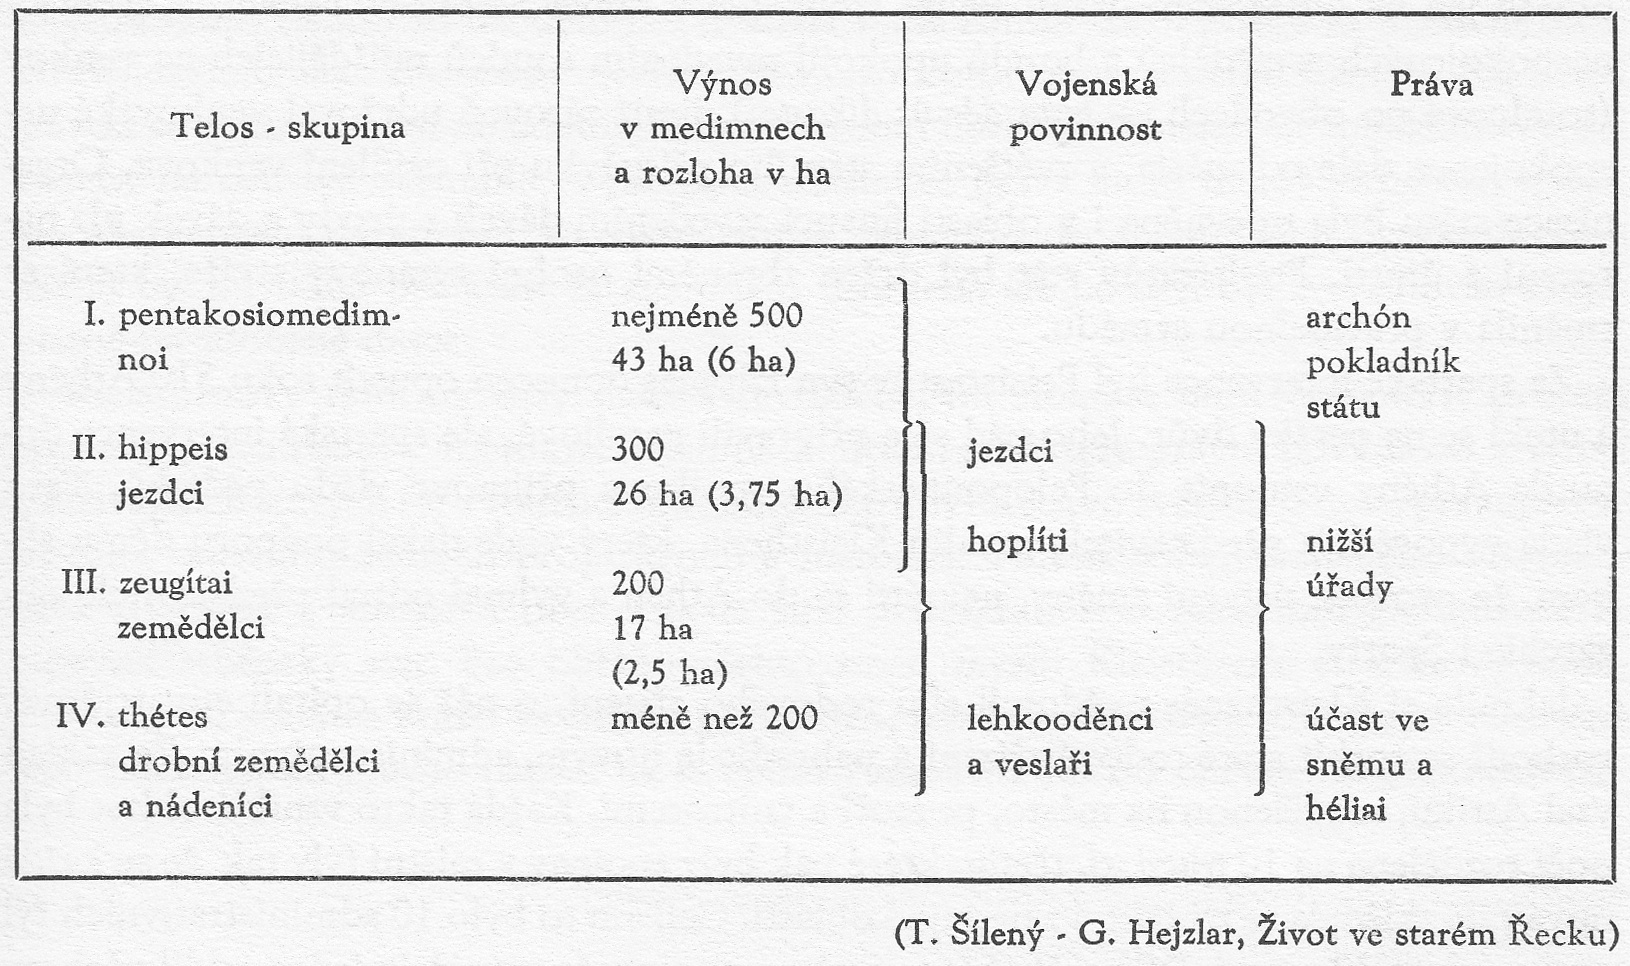 Telos - skupina
Výnos
v medimnech
a rozloha v ha
Vojenská
povinnost
Práva
I. pentakosiomedim-
noi
nejméně 500
43 ha (6 ha)
archón
pokladník
státu
II. hippeis
jezdci
300
26 ha (3,75 ha)
jezdci
hoplíti
nižší
úřady
III. zeugítai
zemědělci
200
17 ha
(2,5 ha)
IV. thétes
drobní zemědělci
a nádeníci
méně než 200
lehkooděnci
a veslaři
účast ve
sněmu a
héliai
(T. Šílený - G. Hejzlar, Život ve starém Řecku)